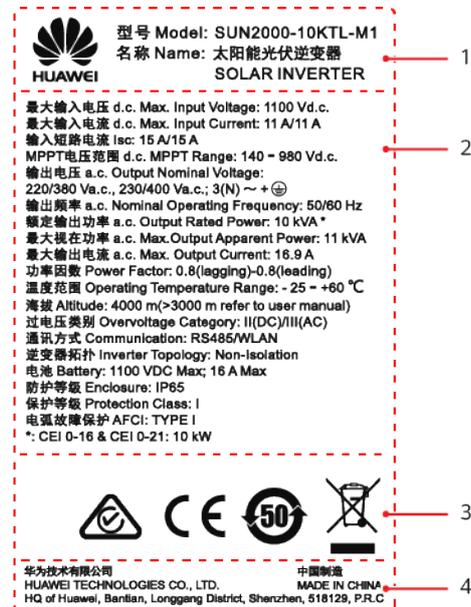 HUAWEI
型号 Model: SUN2000-10KTL-M1
名称 Name: 太阳能光伏逆变器
SOLAR INVERTER
1
最大输入电压 d.c. Max. Input Voltage: 1100 Vd.c.
最大输入电流 d.c. Max. Input Current: 11 A/11 A
输入短路电流 Isc: 15 A/15 A
MPPT电压范围 d.c. MPPT Range: 140 - 980 Vd.c.
输出电压 a.c. Output Nominal Voltage:
220/380 Va.c., 230/400 Va.c.; 3(N) ～ + ⏚
输出频率 a.c. Nominal Operating Frequency: 50/60 Hz
额定输出功率 a.c. Output Rated Power: 10 kVA *
最大视在功率 a.c. Max.Output Apparent Power: 11 kVA
最大输出电流 a.c. Max. Output Current: 16.9 A
功率因数 Power Factor: 0.8(lagging)-0.8(leading)
温度范围 Operating Temperature Range: - 25 - +60 ℃
海拔 Altitude: 4000 m(>3000 m refer to user manual)
过电压类别 Overvoltage Category: II(DC)/III(AC)
通讯方式 Communication: RS485/WLAN
逆变器拓扑 Inverter Topology: Non-isolation
电池 Battery: 1100 VDC Max; 16 A Max
防护等级 Enclosure: IP65
保护等级 Protection Class: I
电弧故障保护 AFCI: TYPE I
*: CEI 0-16 & CEI 0-21: 10 kW
2
CE
50
3
华为技术有限公司 中国制造
HUAWEI TECHNOLOGIES CO., LTD. MADE IN CHINA
HQ of Huawei, Bantian, Longgang District, Shenzhen, 518129, P.R.C
4